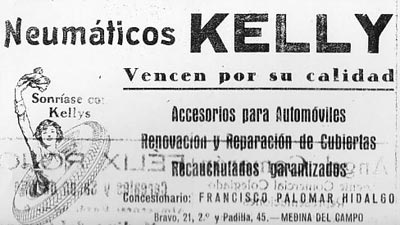 Neumáticos KELLY
Vencen por su calidad
Sonríase con
Kellys
Accesorios para Automóviles
Renovación y Reparación de Cubiertas
Recauchutados garantizados
Concesionario: FRANCISCO PALOMAR HIDALGO
Bravo, 21, 2.º y Padilla, 45,—MEDINA DEL CAMPO